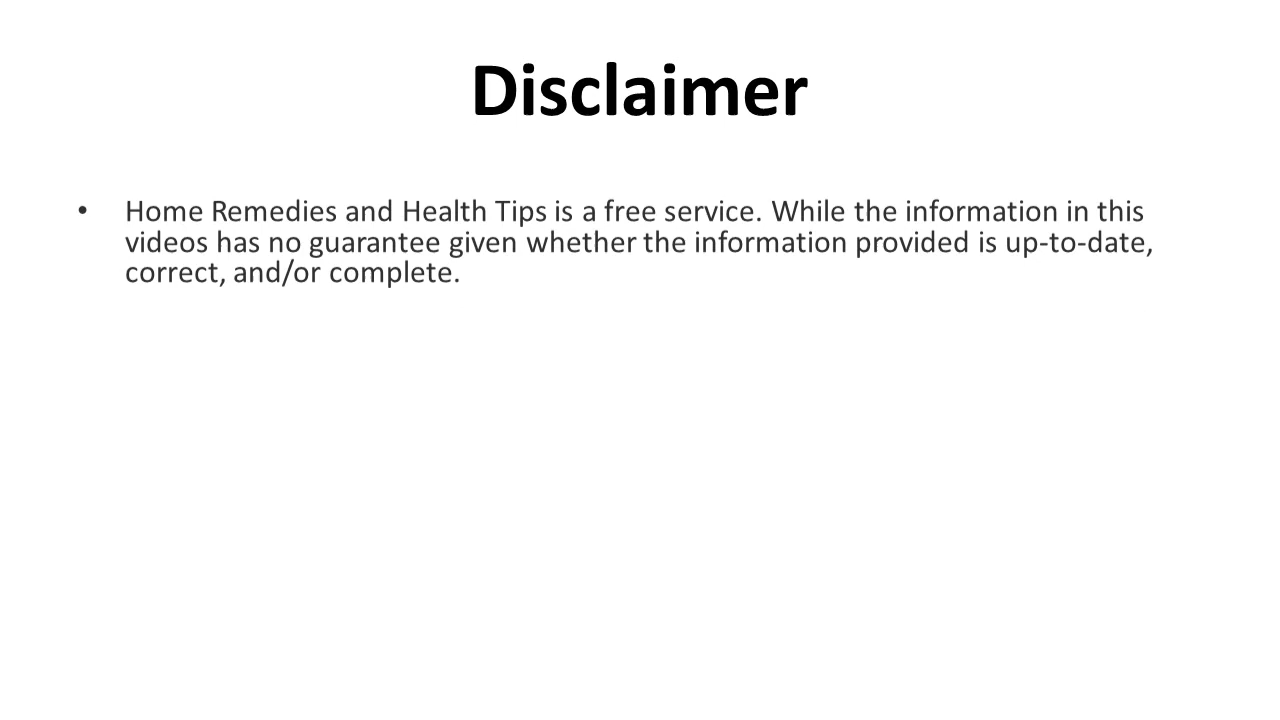 Disclaimer
• Home Remedies and Health Tips is a free service. While the information in this
videos has no guarantee given whether the information provided is up-to-date,
correct, and/or complete.